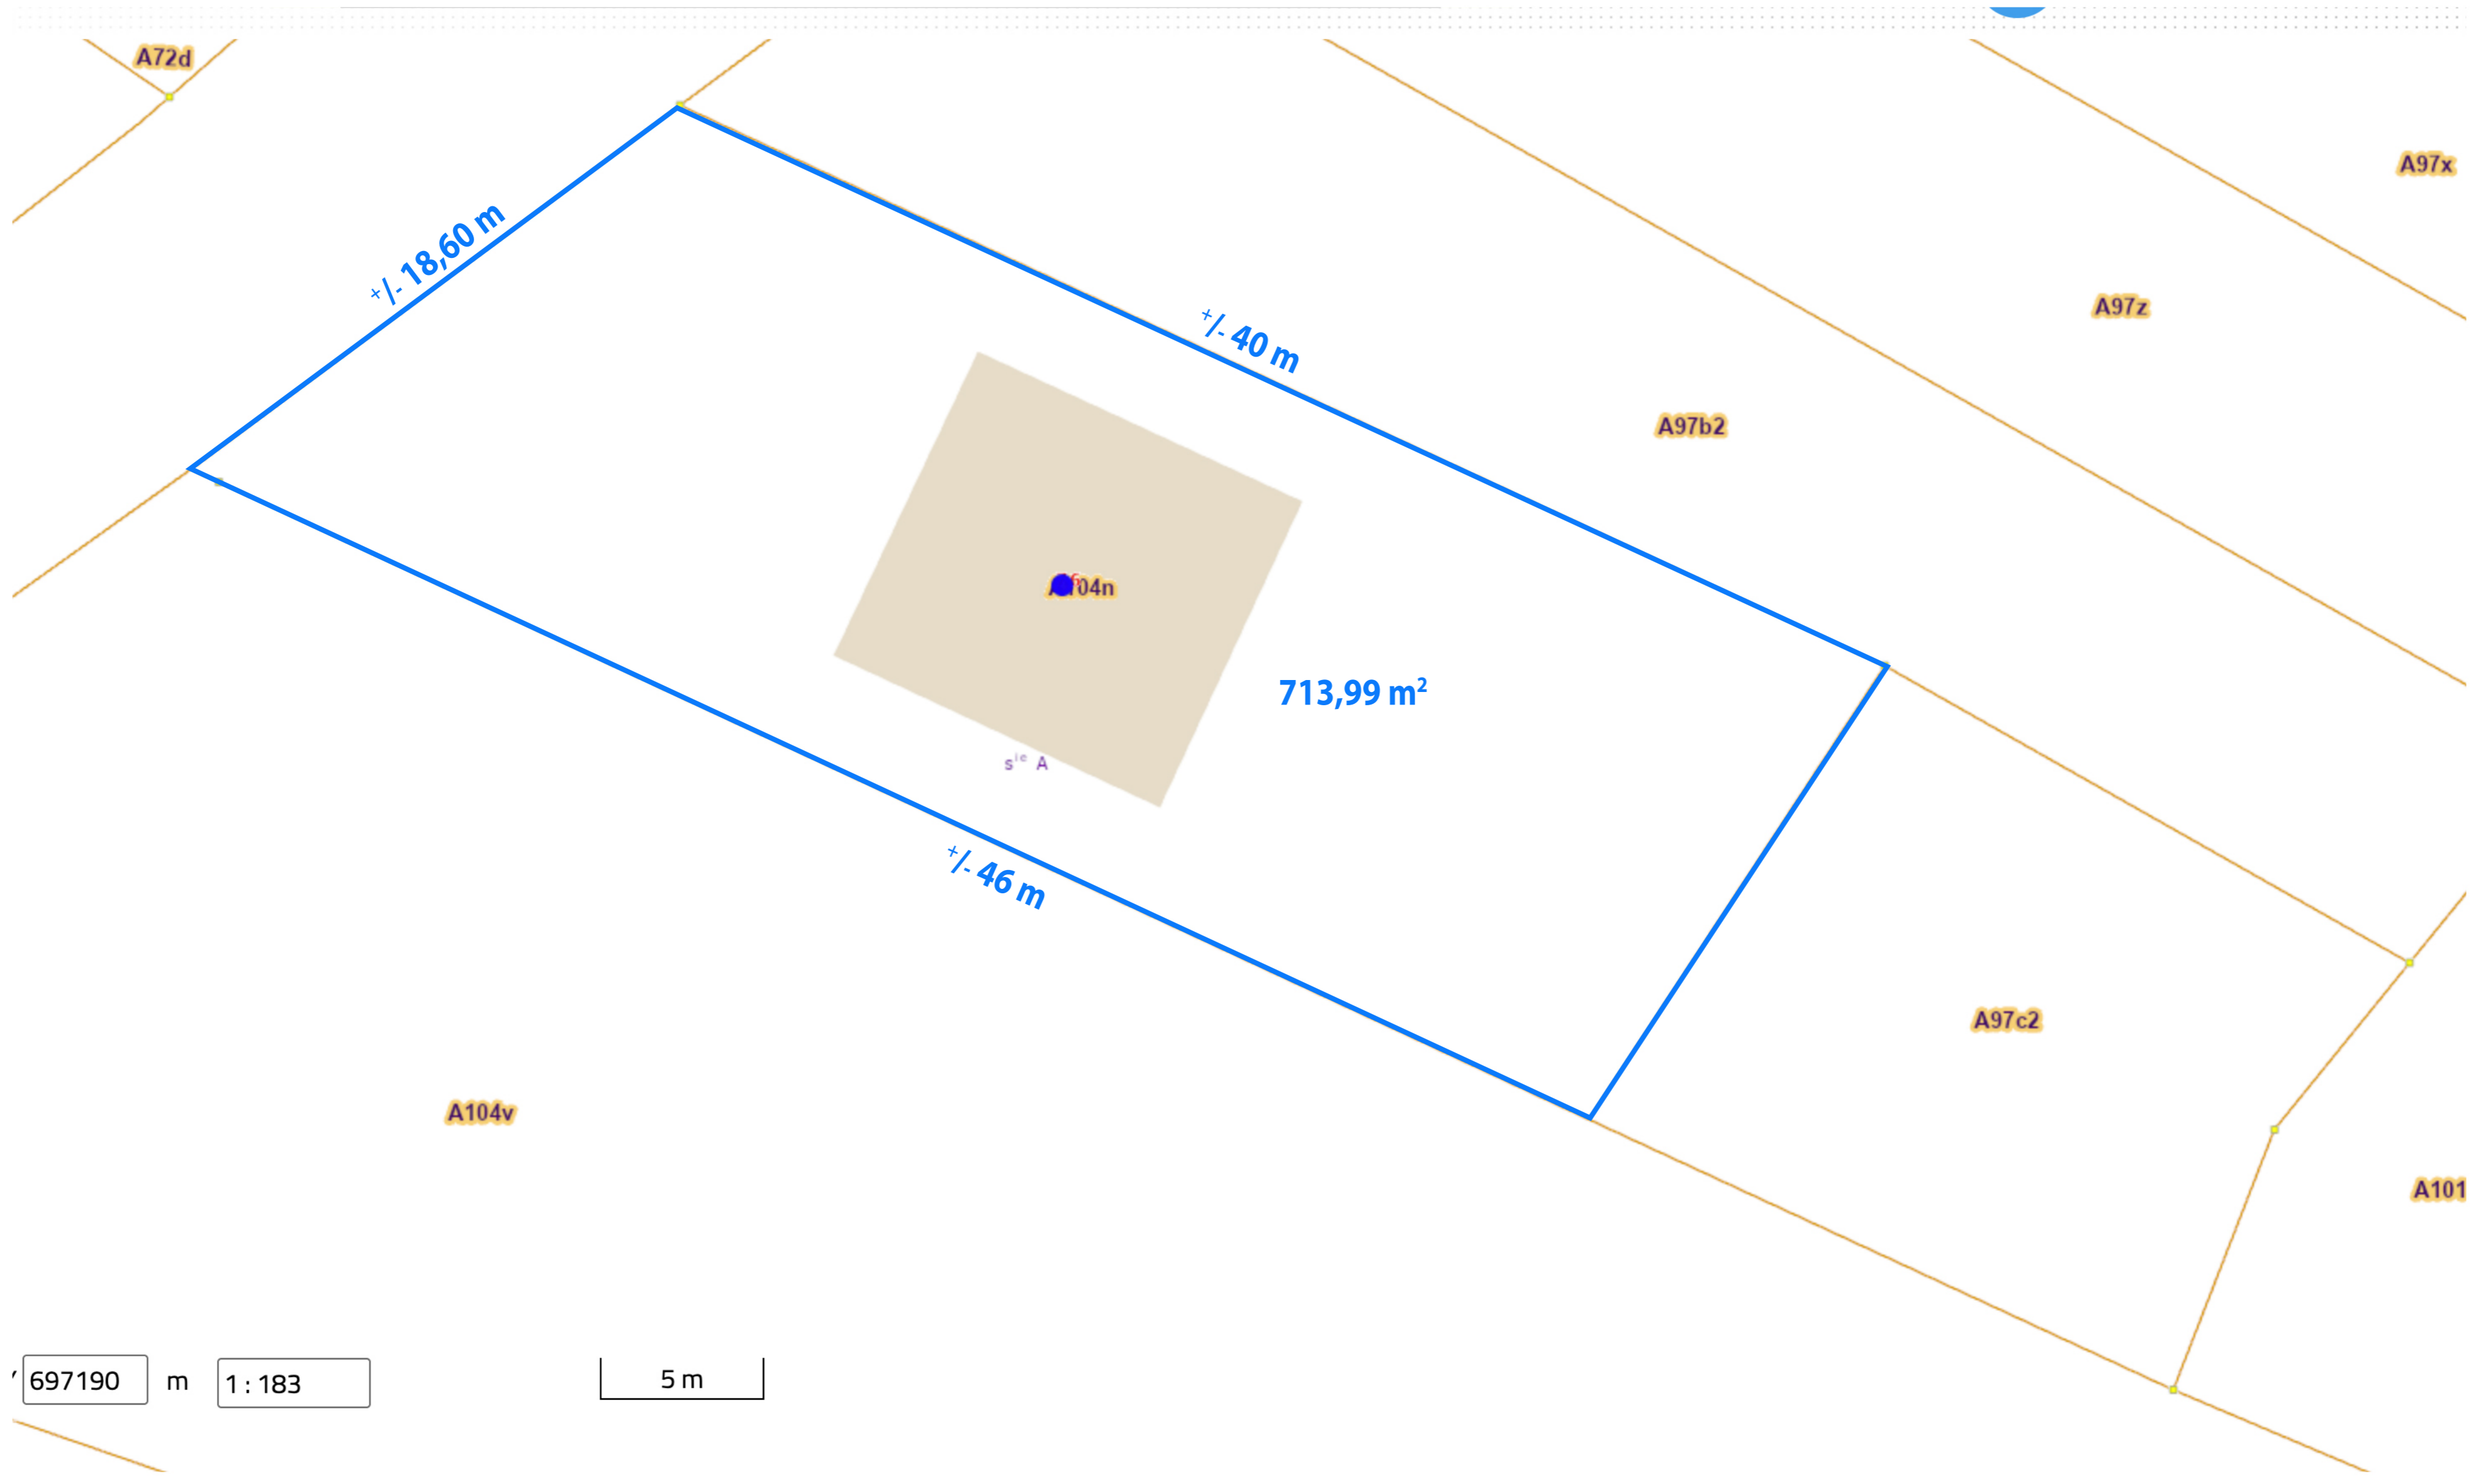 A72d
A97x
+/- 18,60 m
A97z
+/- 40 m
A97b2
04n
713,99 m²
sie A
+/- 46 m
A97c2
A104v
A101
697190 m 1 : 183 5 m